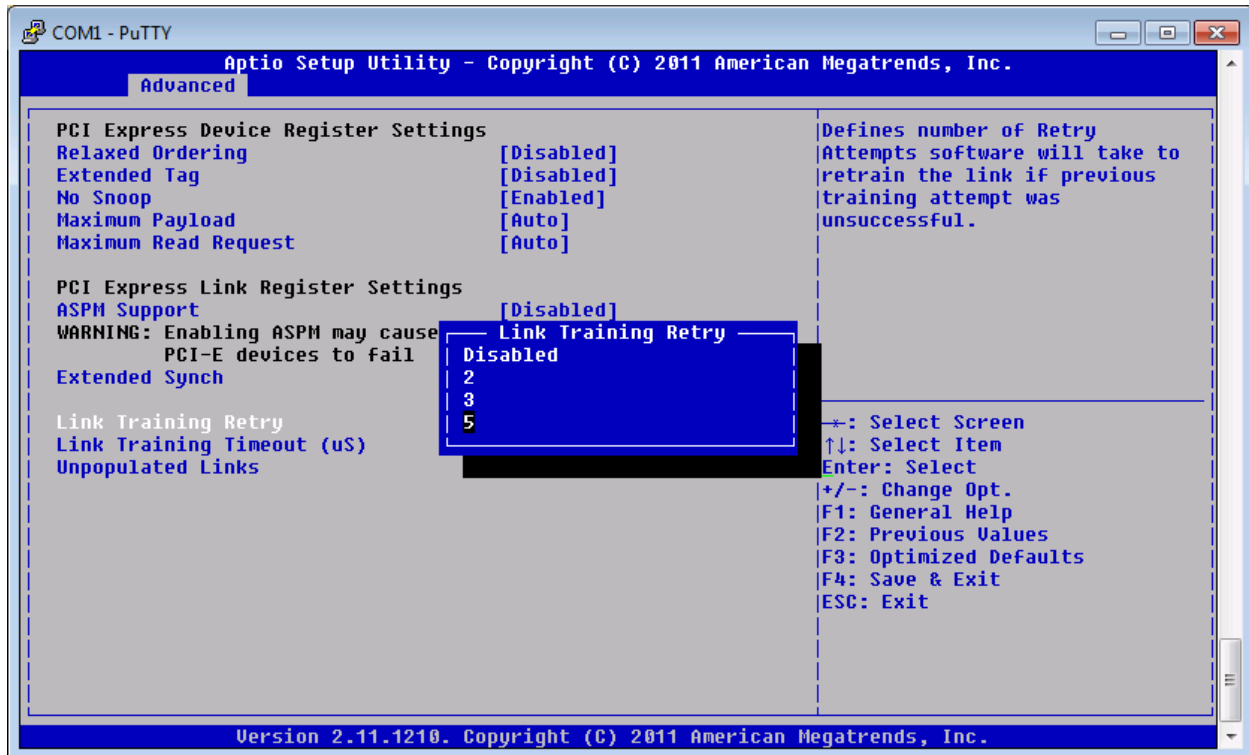 COM1 - PuTTY
Aptio Setup Utility - Copyright (C) 2011 American Megatrends, Inc.
Advanced
PCI Express Device Register Settings
Relaxed Ordering [Disabled]
Extended Tag [Disabled]
No Snoop [Enabled]
Maximum Payload [Auto]
Maximum Read Request [Auto]
PCI Express Link Register Settings
ASPM Support [Disabled]
WARNING: Enabling ASPM may cause
PCI-E devices to fail
Extended Synch
Link Training Retry
Link Training Timeout (uS)
Unpopulated Links
Link Training Retry
Disabled
2
3
5
Defines number of Retry
Attempts software will take to
retrain the link if previous
training attempt was
unsuccessful.
→←: Select Screen
↑↓: Select Item
Enter: Select
+/-: Change Opt.
F1: General Help
F2: Previous Values
F3: Optimized Defaults
F4: Save & Exit
ESC: Exit
Version 2.11.1210. Copyright (C) 2011 American Megatrends, Inc.